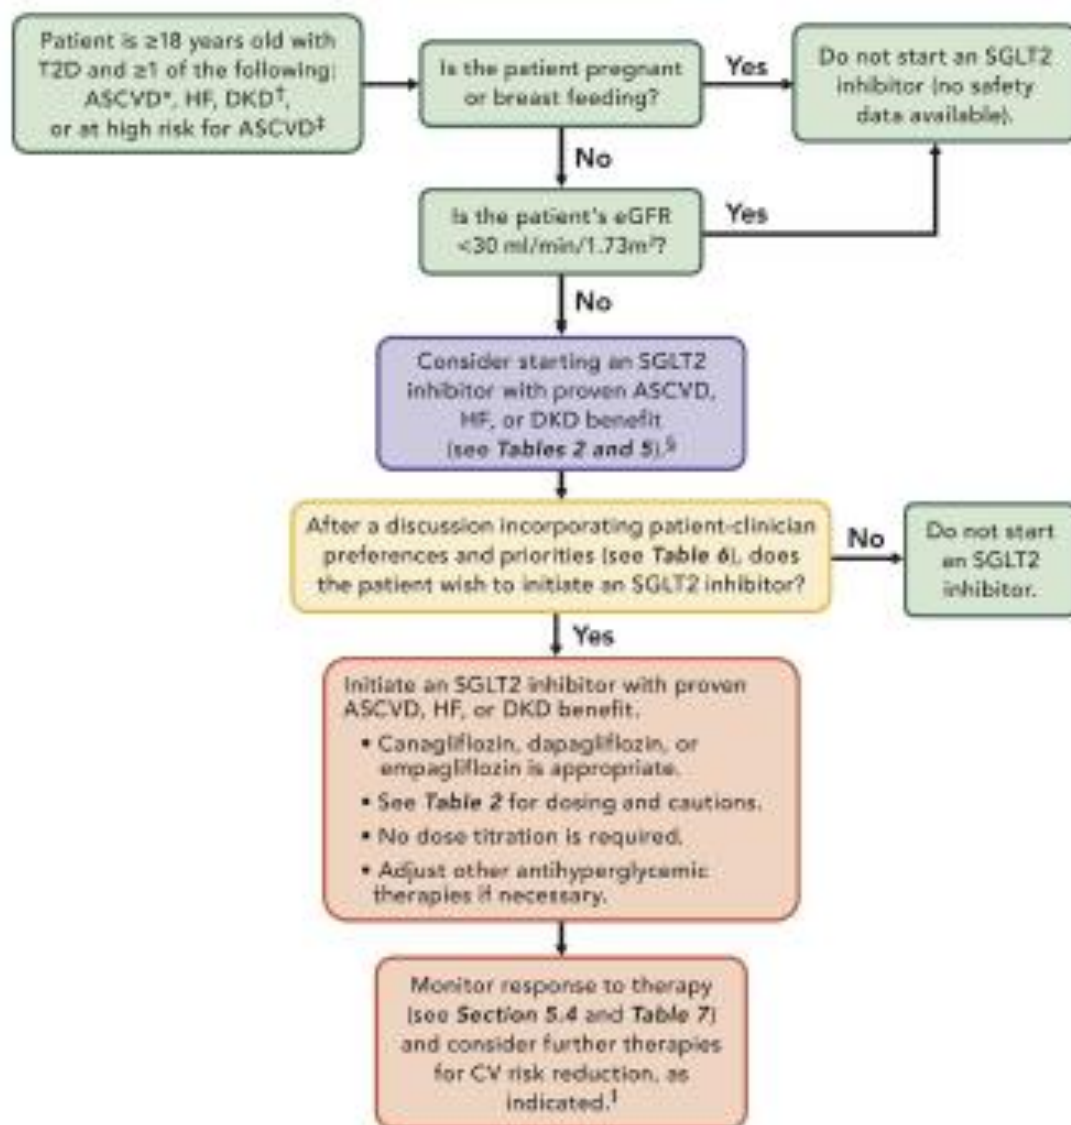 Patient is ≥18 years old with
T2D and ≥1 of the following:
ASCVD*, HF, DKD†,
or at high risk for ASCVD‡
Is the patient pregnant
or breast feeding?
Yes
Do not start an SGLT2
inhibitor (no safety
data available).
No
Is the patient's eGFR
<30 ml/min/1.73m²?
Yes
No
Consider starting an SGLT2
inhibitor with proven ASCVD,
HF, or DKD benefit
(see Tables 2 and 5).§
After a discussion incorporating patient-clinician
preferences and priorities (see Table 6), does
the patient wish to initiate an SGLT2 inhibitor?
No
Do not start
an SGLT2
inhibitor.
Yes
Initiate an SGLT2 inhibitor with proven
ASCVD, HF, or DKD benefit.
• Canagliflozin, dapagliflozin, or
empagliflozin is appropriate.
• See Table 2 for dosing and cautions.
• No dose titration is required.
• Adjust other antihyperglycemic
therapies if necessary.
Monitor response to therapy
(see Section 5.4 and Table 7)
and consider further therapies
for CV risk reduction, as
indicated.